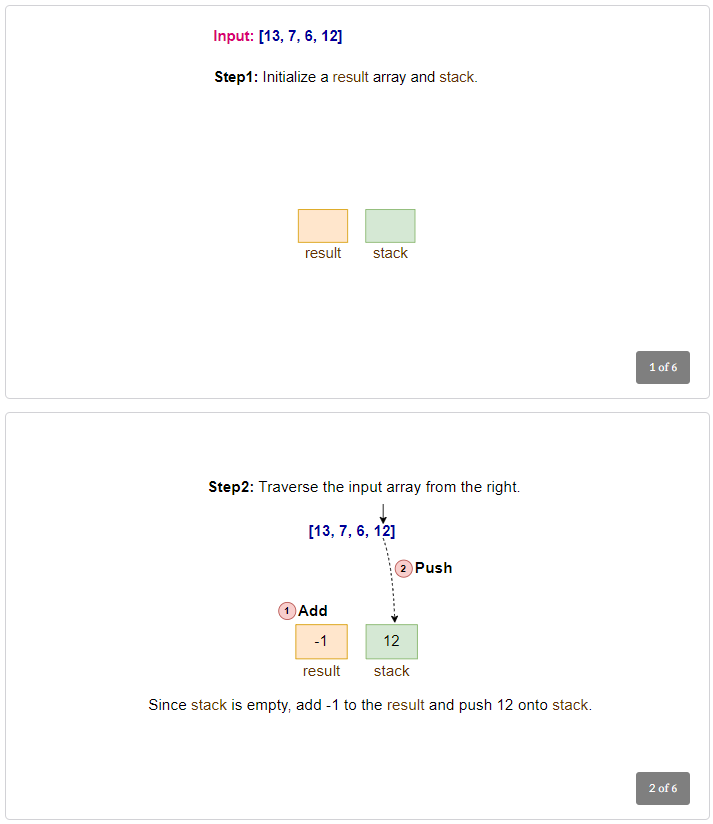 Input: [13, 7, 6, 12]
Step1: Initialize a result array and stack.
result
stack
1 of 6
Step2: Traverse the input array from the right.
[13, 7, 6, 12]
2 Push
1 Add
-1
12
result
stack
Since stack is empty, add -1 to the result and push 12 onto stack.
2 of 6